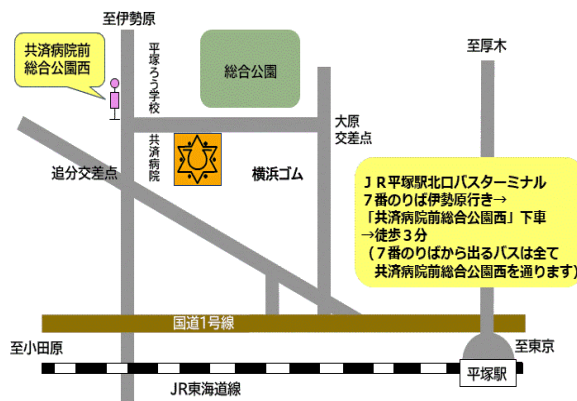 至伊勢原
共済病院前
総合公園西
平塚ろう学校
総合公園
至厚木
大原
交差点
共済病院
追分交差点
横浜ゴム
ＪＲ平塚駅北口バスターミナル
７番のりば伊勢原行き→
「共済病院前総合公園西」下車
→徒歩３分
（７番のりばから出るバスは全て
共済病院前総合公園西を通ります）
国道1号線
至小田原
至東京
平塚駅
JR東海道線